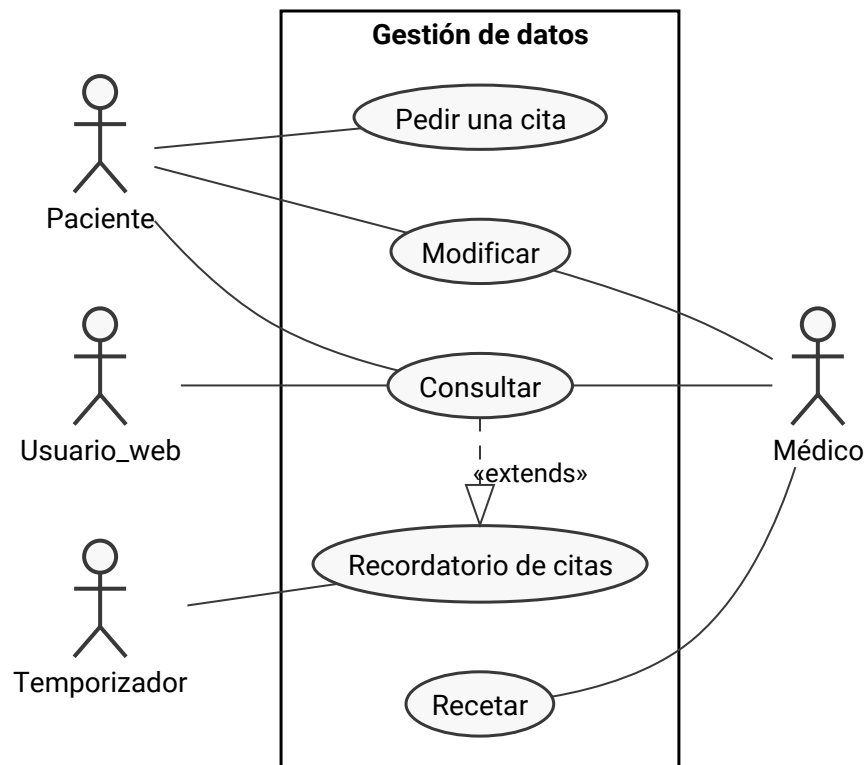 Gestión de datos
Pedir una cita
Paciente
Modificar
Consultar
Usuario_web
Médico
«extends»
Recordatorio de citas
Temporizador
Recetar